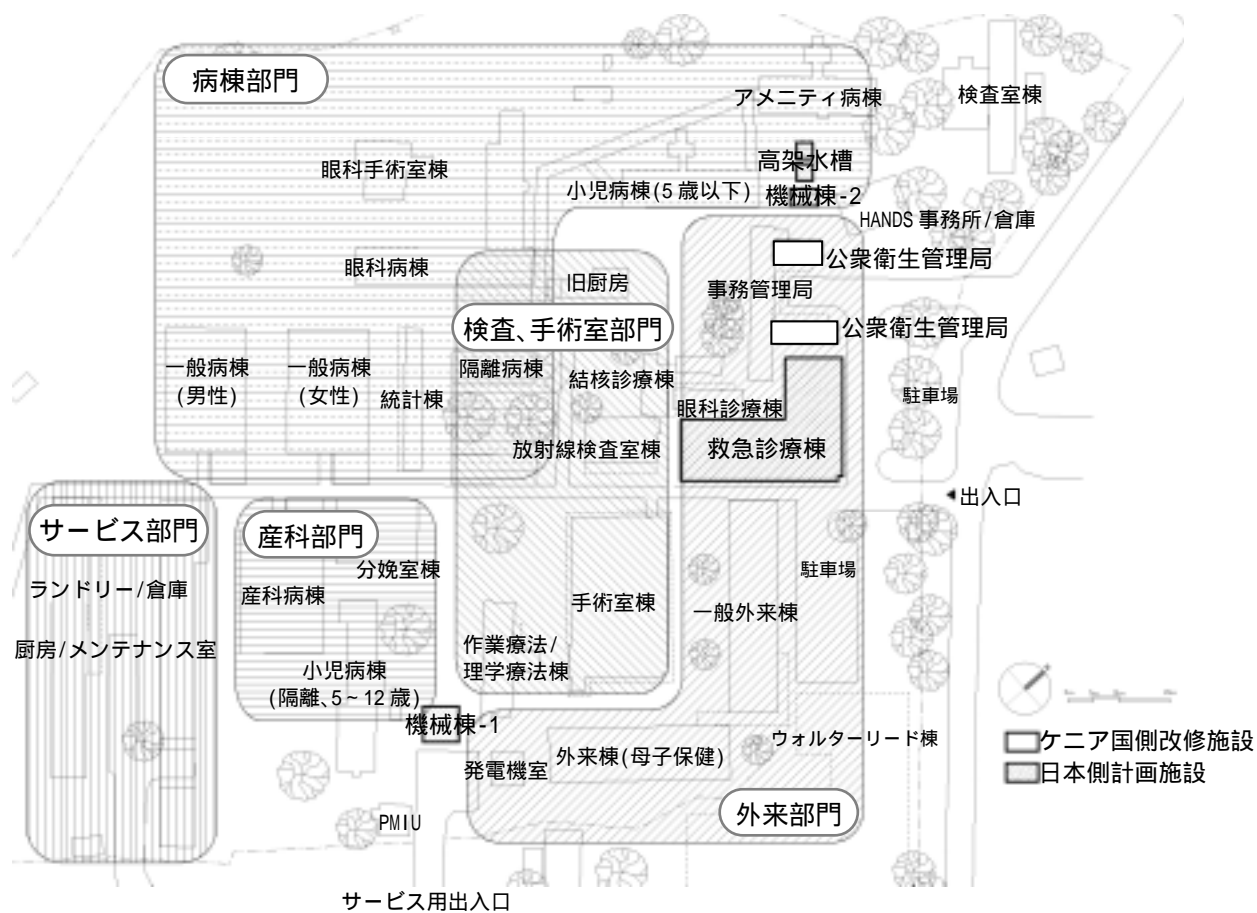 病棟部門
アメニティ病棟
検査室棟
眼科手術室棟
高架水槽
小児病棟(5歳以下)
機械棟-2
HANDS 事務所/倉庫
公衆衛生管理局
眼科病棟
旧厨房
事務管理局
検査、手術室部門
公衆衛生管理局
一般病棟
(男性)
一般病棟
(女性)
統計棟
隔離病棟
結核診療棟
眼科診療棟
駐車場
放射線検査室棟
救急診療棟
出入口
サービス部門
産科部門
分娩室棟
駐車場
ランドリー/倉庫
産科病棟
手術室棟
一般外来棟
厨房/メンテナンス室
作業療法/
理学療法棟
小児病棟
(隔離、5~12歳)
機械棟-1
ウォルターリード棟
外来棟(母子保健)
発電機室
ケニア国側改修施設
日本側計画施設
外来部門
PMIU
サービス用出入口